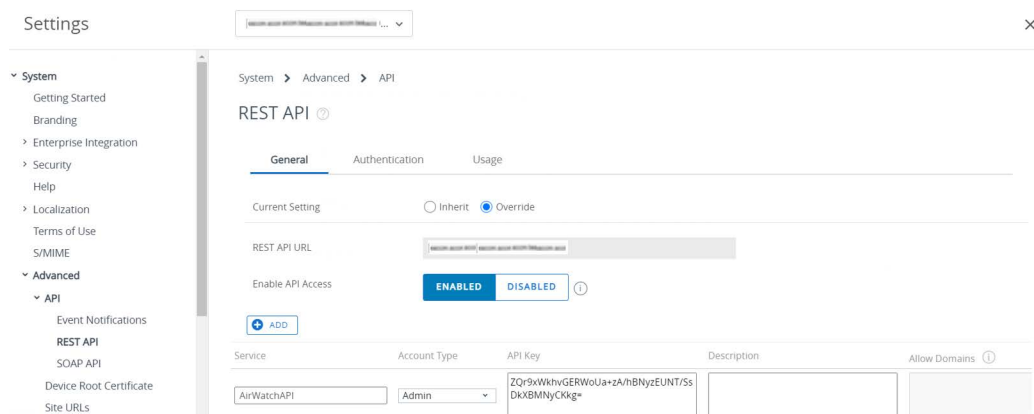 Settings
...
System
Getting Started
Branding
Enterprise Integration
Security
Help
Localization
Terms of Use
S/MIME
Advanced
API
Event Notifications
REST API
SOAP API
Device Root Certificate
Site URLs
System > Advanced > API
REST API
General Authentication Usage
Current Setting Inherit Override
REST API URL
Enable API Access ENABLED DISABLED
ADD
Service Account Type API Key Description Allow Domains
AirWatchAPI Admin ZQr9xWkhvGERWoUa+zA/hBNyzEUNT/Ss
DkXBMNyCKkg=